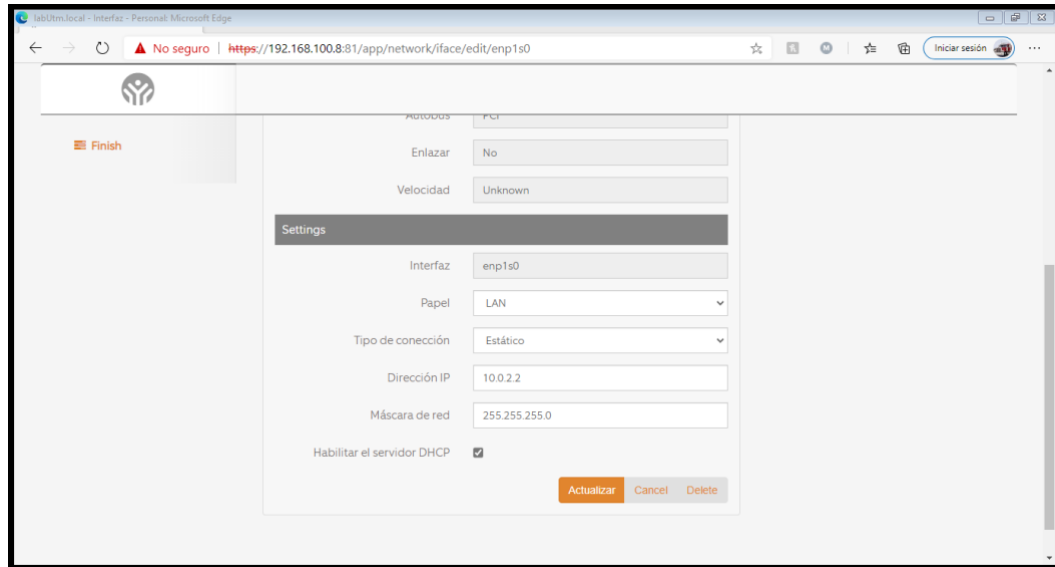 labUtm.local - Interfaz - Personal: Microsoft Edge
No seguro | https://192.168.100.8:81/app/network/iface/edit/enp1s0
Iniciar sesión
Autobús PCI
Finish
Enlazar No
Velocidad Unknown
Settings
Interfaz enp1s0
Papel LAN
Tipo de conección Estático
Dirección IP 10.0.2.2
Máscara de red 255.255.255.0
Habilitar el servidor DHCP
Actualizar Cancel Delete